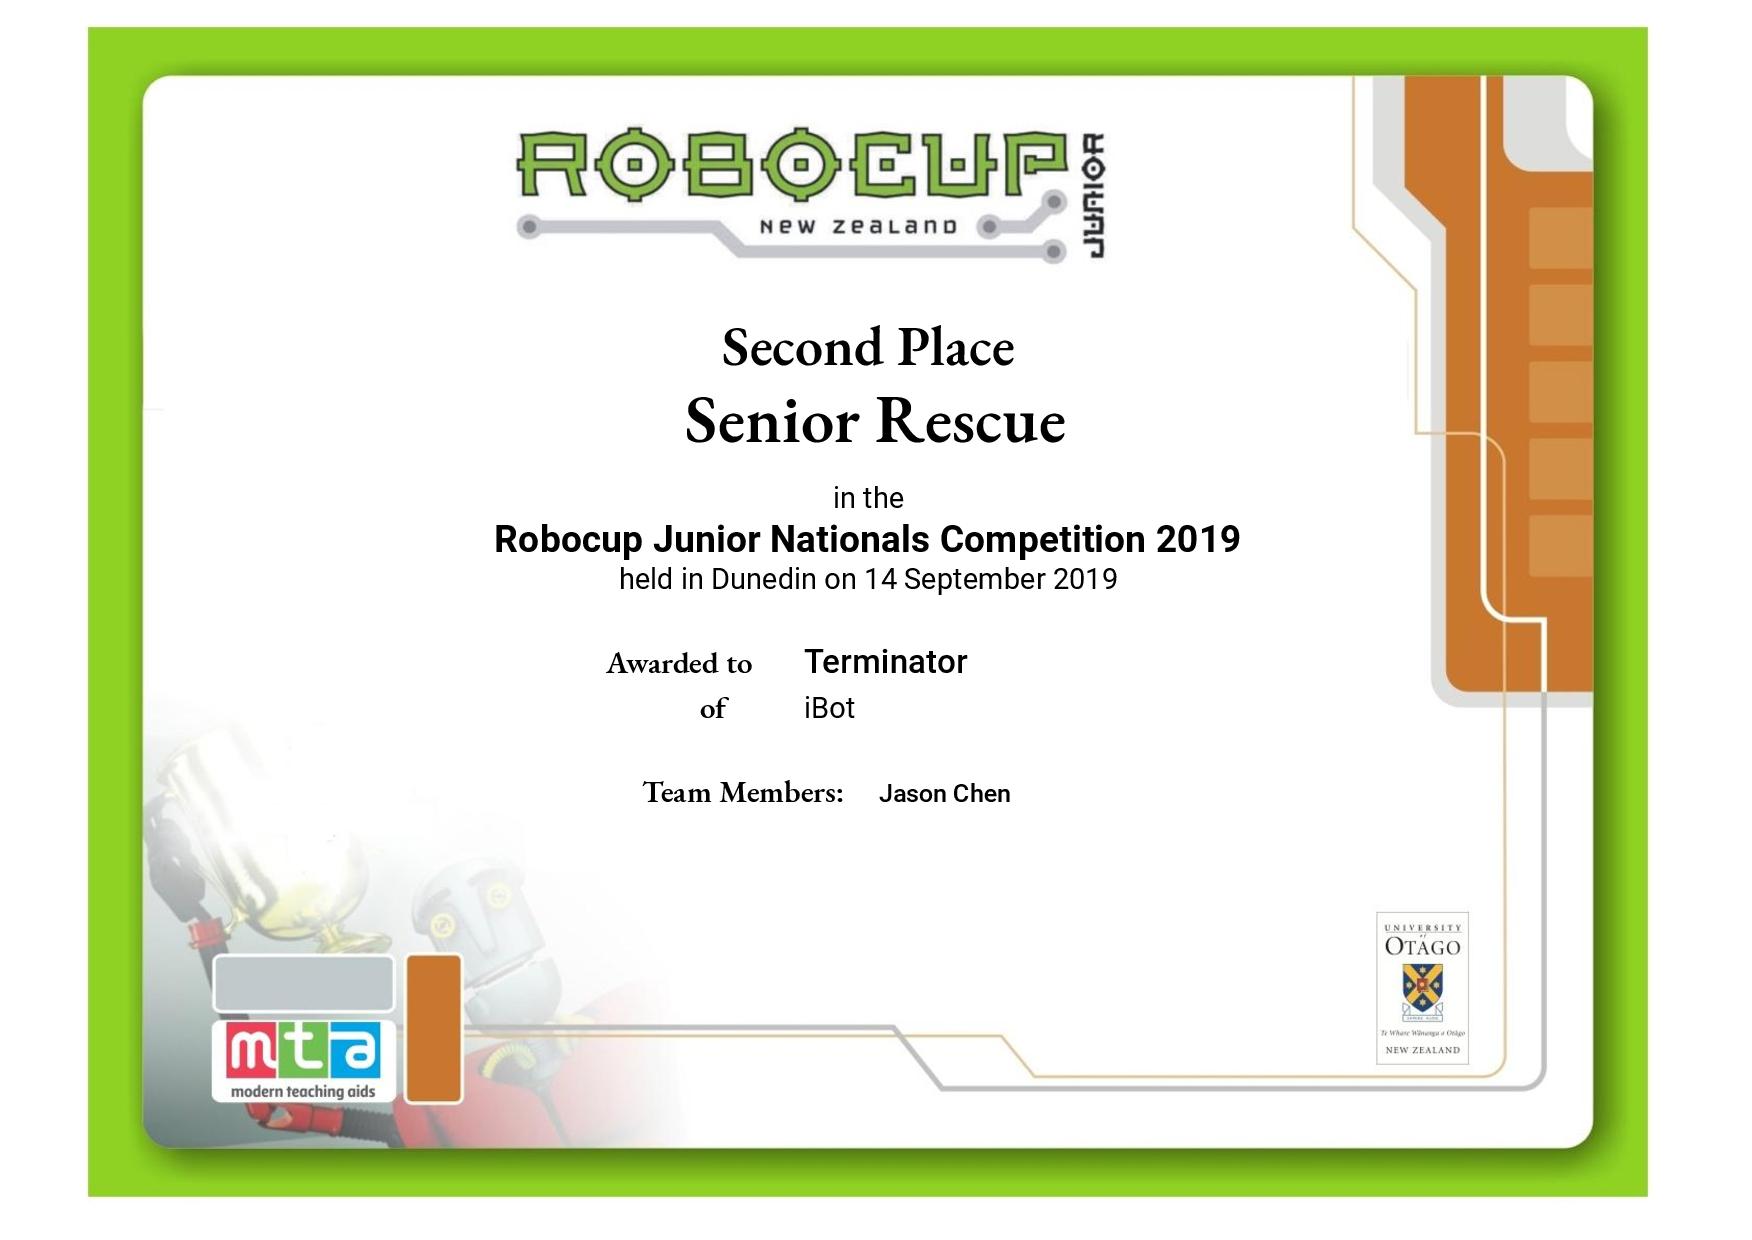 ROBOCUP
JUNIOR
NEW ZEALAND
Second Place
Senior Rescue
in the
Robocup Junior Nationals Competition 2019
held in Dunedin on 14 September 2019
Awarded to Terminator
of iBot
Team Members: Jason Chen
UNIVERSITY
of
OTAGO
Te Whare Wānanga o Otāgo
NEW ZEALAND
mta
modern teaching aids